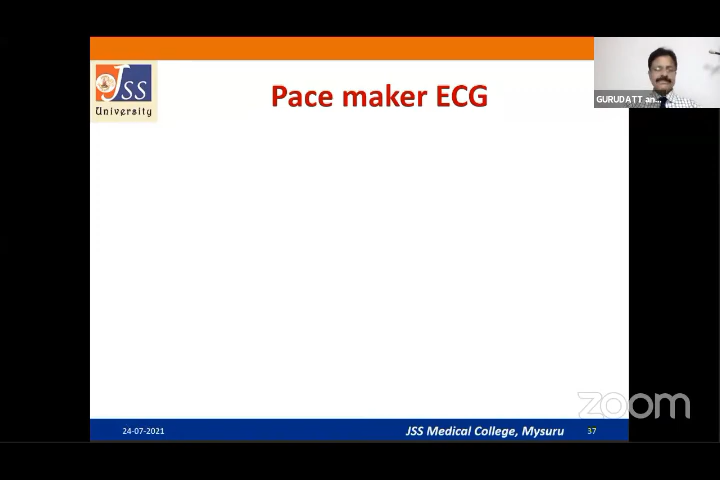 JSS
University
Pace maker ECG
GURUDATT an...
zoom
24-07-2021
JSS Medical College, Mysuru
37